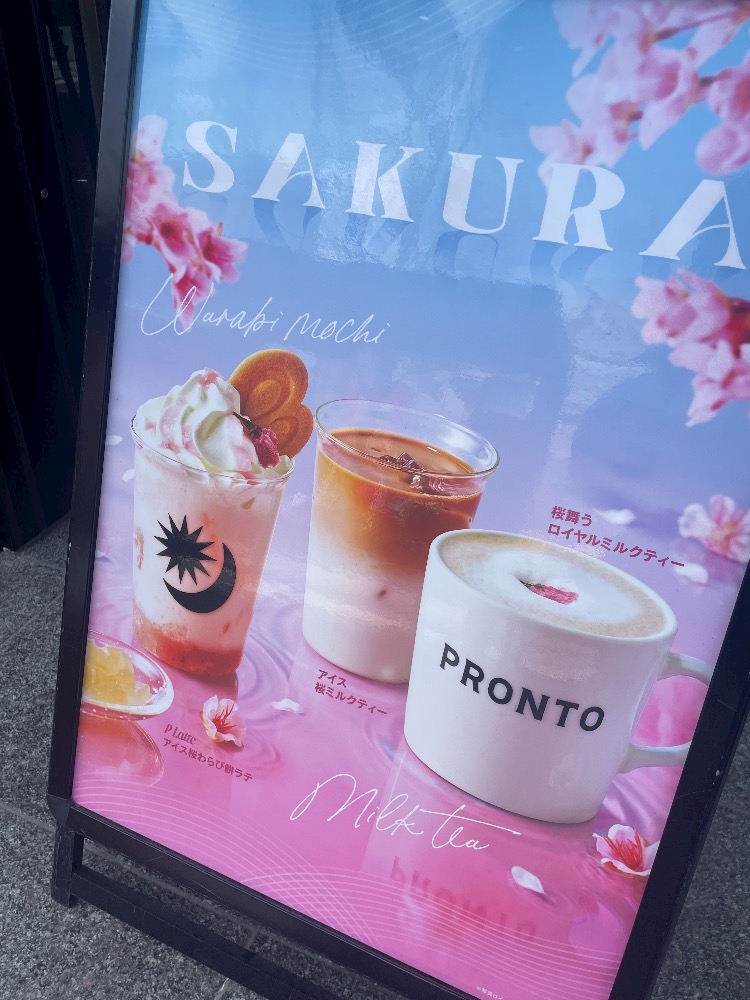 SAKURA
Warabi mochi
桜舞う
ロイヤルミルクティー
PRONTO
アイス
桜ミルクティー
P Latte
アイス桜わらび餅ラテ
Milk tea